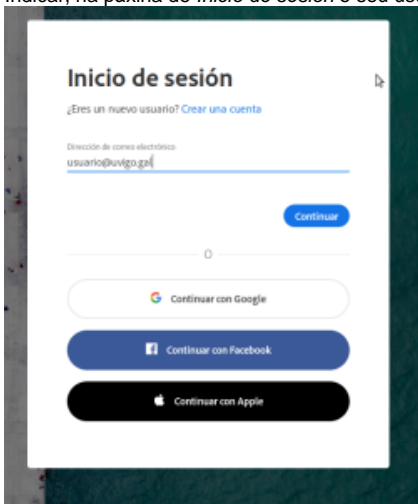 Indicar, na páxina de Inicio de sesión o seu usu
Inicio de sesión
¿Eres un nuevo usuario? Crear una cuenta
Dirección de correo electrónico
usuario@uvigo.gal
Continuar
O
Continuar con Google
Continuar con Facebook
Continuar con Apple